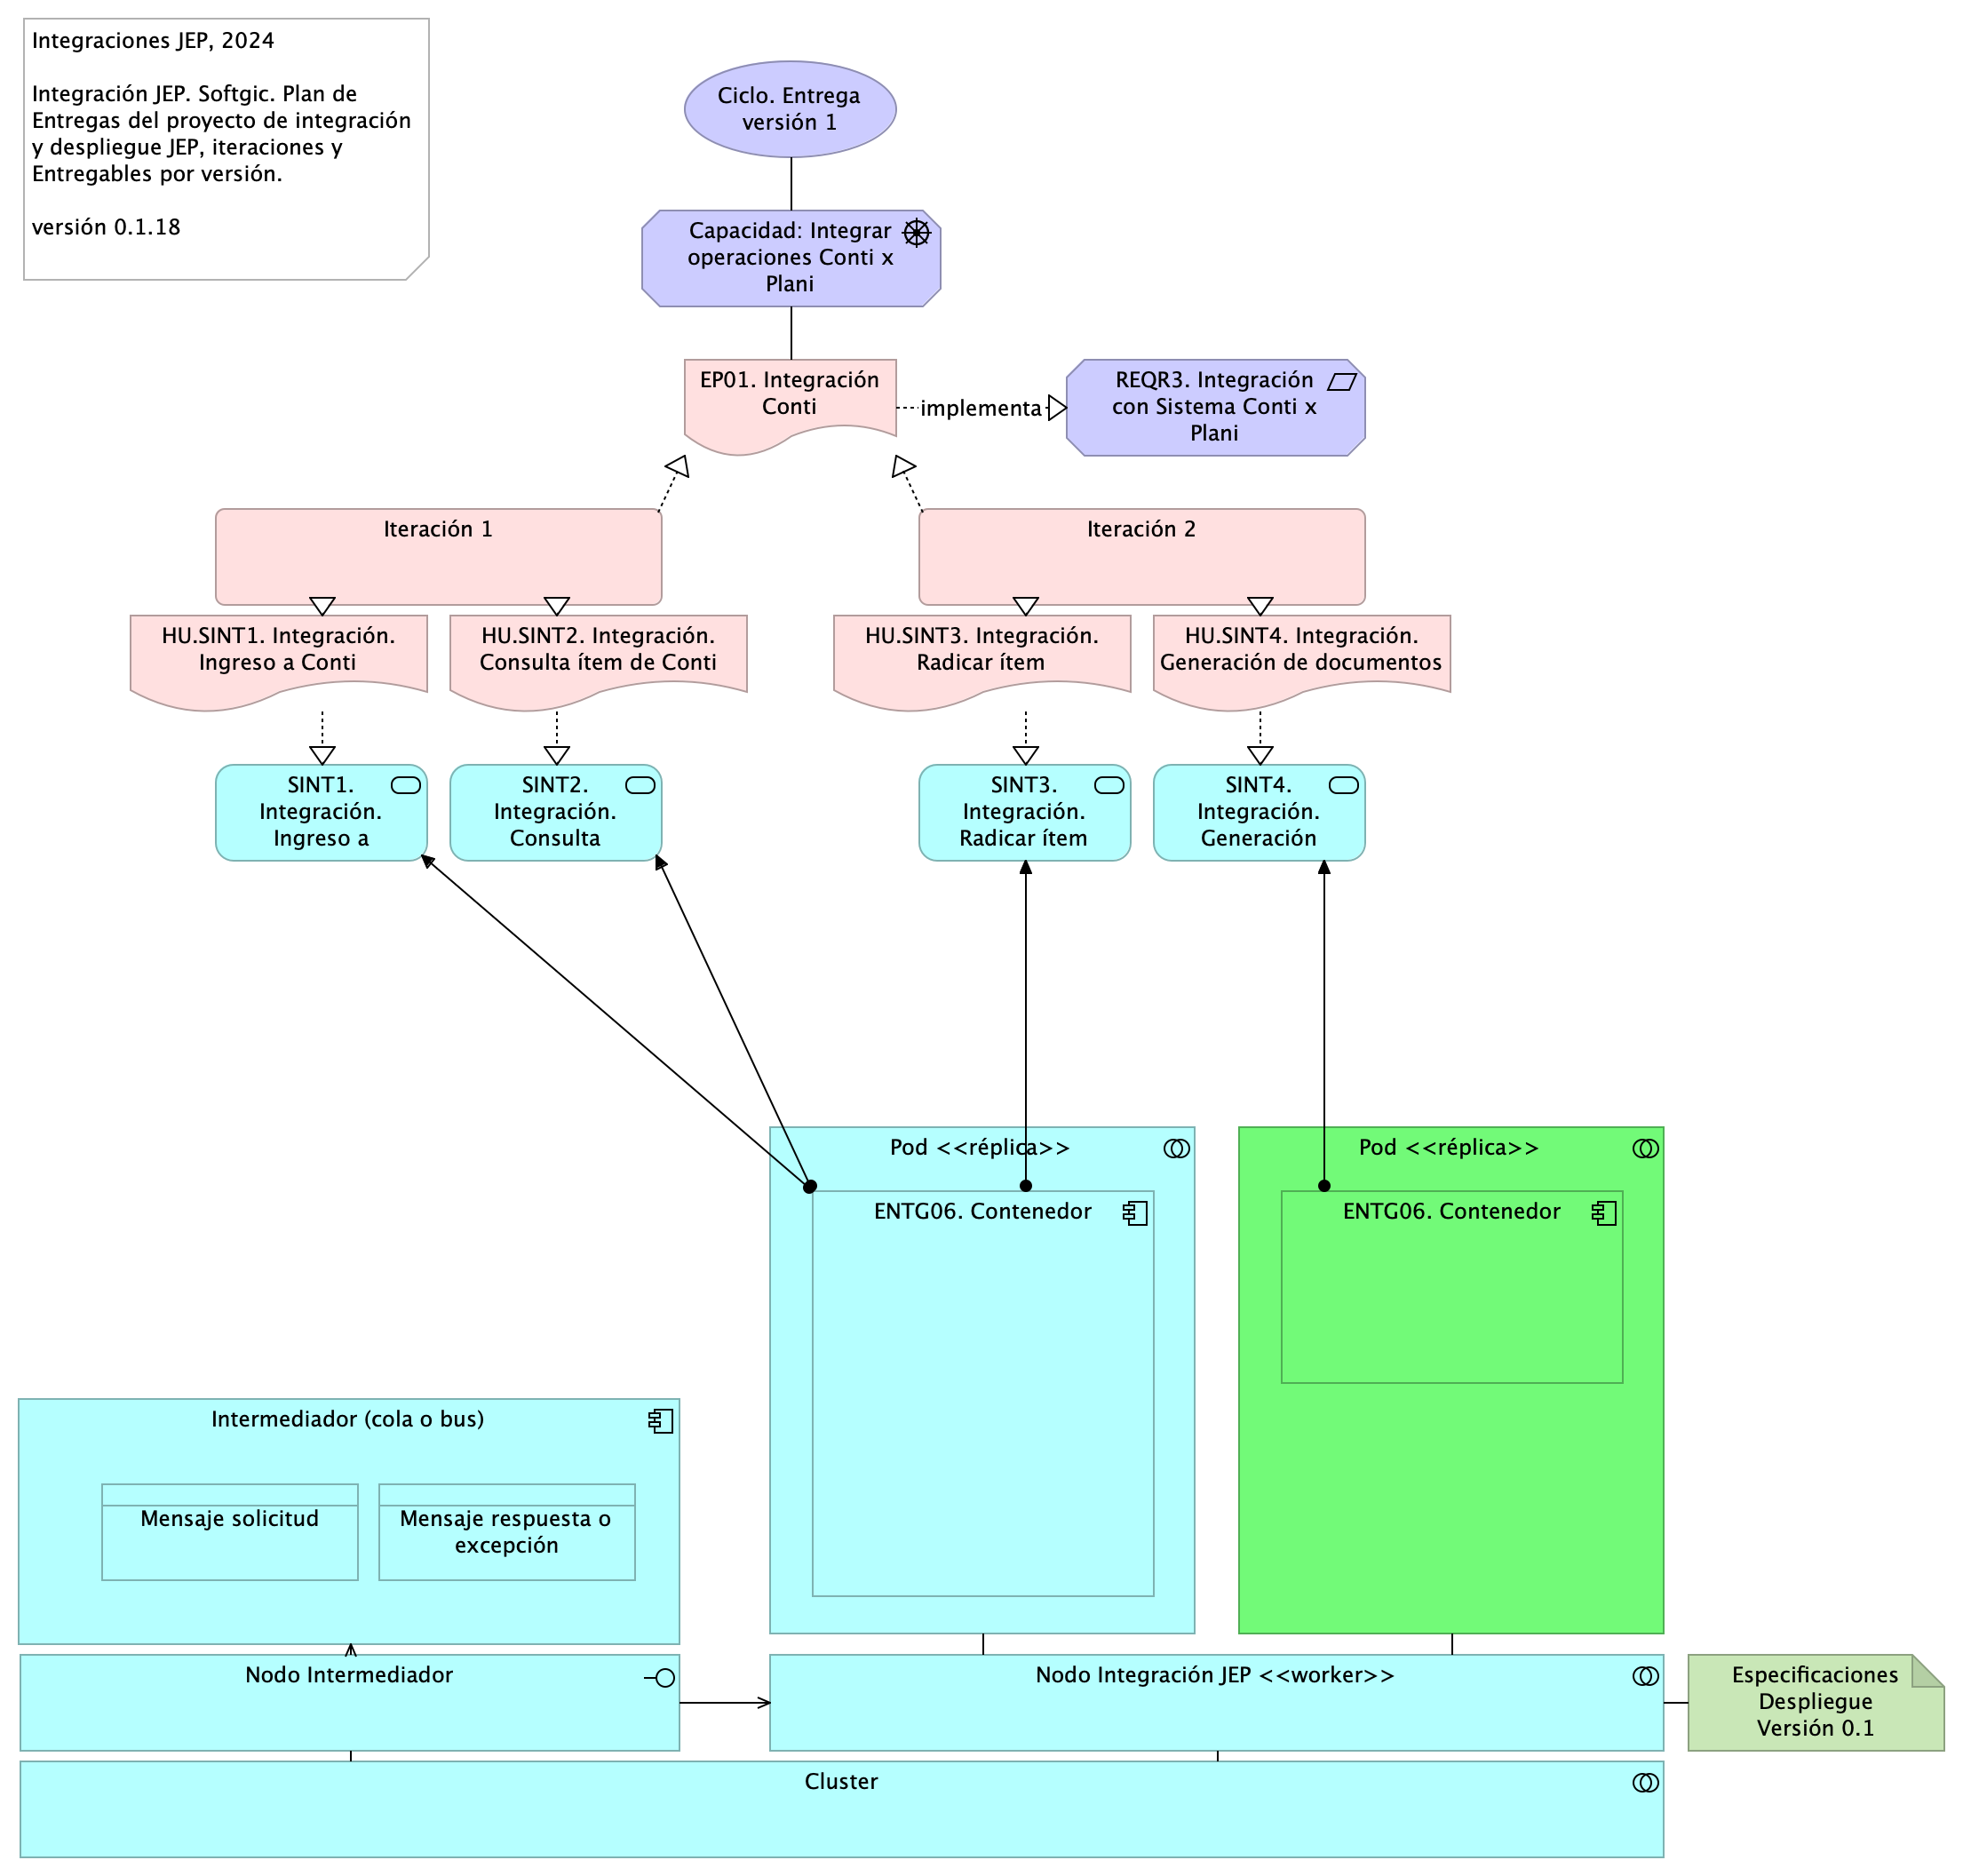 Integraciones JEP, 2024
Integración JEP. Softgic. Plan de
Entregas del proyecto de integración
y despliegue JEP, iteraciones y
Entregables por versión.
versión 0.1.18
Ciclo. Entrega
versión 1
Capacidad: Integrar
operaciones Conti x
Plani
EP01. Integración
Conti
implementa
REQR3. Integración
con Sistema Conti x
Plani
Iteración 1
Iteración 2
HU.SINT1. Integración.
Ingreso a Conti
HU.SINT2. Integración.
Consulta ítem de Conti
HU.SINT3. Integración.
Radicar ítem
HU.SINT4. Integración.
Generación de documentos
SINT1.
Integración.
Ingreso a
SINT2.
Integración.
Consulta
SINT3.
Integración.
Radicar ítem
SINT4.
Integración.
Generación
Pod <<réplica>>
ENTG06. Contenedor
Pod <<réplica>>
ENTG06. Contenedor
Intermediador (cola o bus)
Mensaje solicitud
Mensaje respuesta o
excepción
Nodo Intermediador
Nodo Integración JEP <<worker>>
Especificaciones
Despliegue
Versión 0.1
Cluster